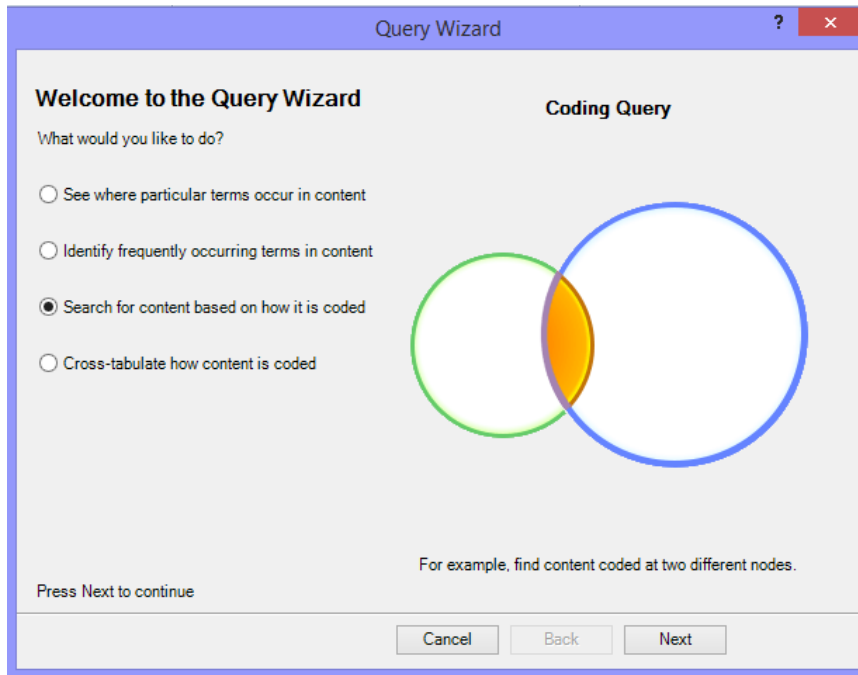 Query Wizard
?
Welcome to the Query Wizard
What would you like to do?
See where particular terms occur in content
Identify frequently occurring terms in content
Search for content based on how it is coded
Cross-tabulate how content is coded
Press Next to continue
Coding Query
For example, find content coded at two different nodes.
Cancel
Back
Next